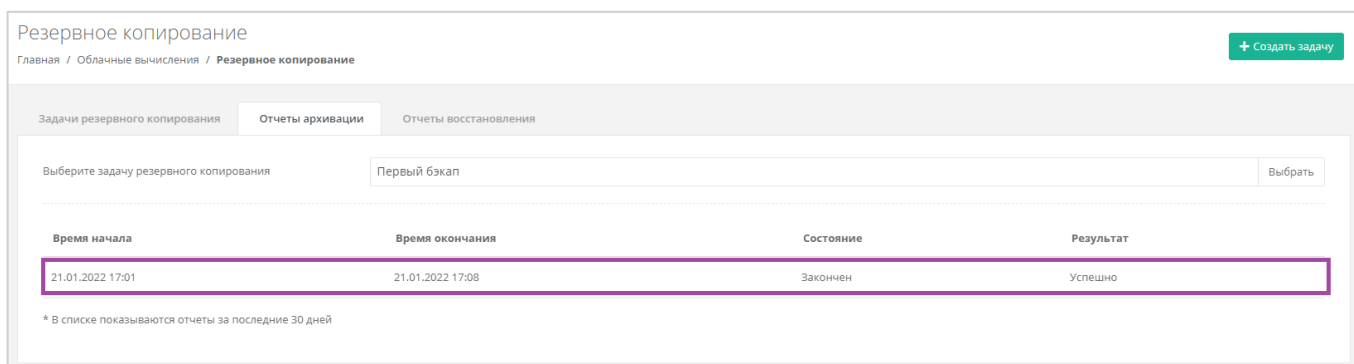 Резервное копирование
+ Создать задачу
Главная / Облачные вычисления / Резервное копирование
Задачи резервного копирования Отчеты архивации Отчеты восстановления
Выберите задачу резервного копирования Первый бэкап Выбрать
Время начала Время окончания Состояние Результат
21.01.2022 17:01 21.01.2022 17:08 Закончен Успешно
* В списке показываются отчеты за последние 30 дней